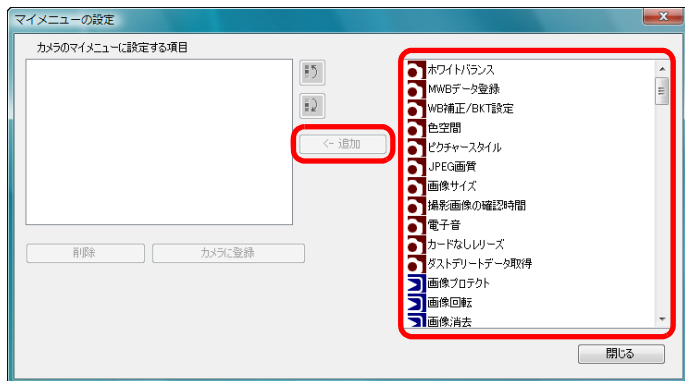 マイメニューの設定
カメラのマイメニューに設定する項目
<- 追加
削除
カメラに登録
ホワイトバランス
MWBデータ登録
WB補正/BKT設定
色空間
ピクチャースタイル
JPEG画質
画像サイズ
撮影画像の確認時間
電子音
カードなしレリーズ
ダストデリートデータ取得
画像プロテクト
画像回転
画像消去
閉じる